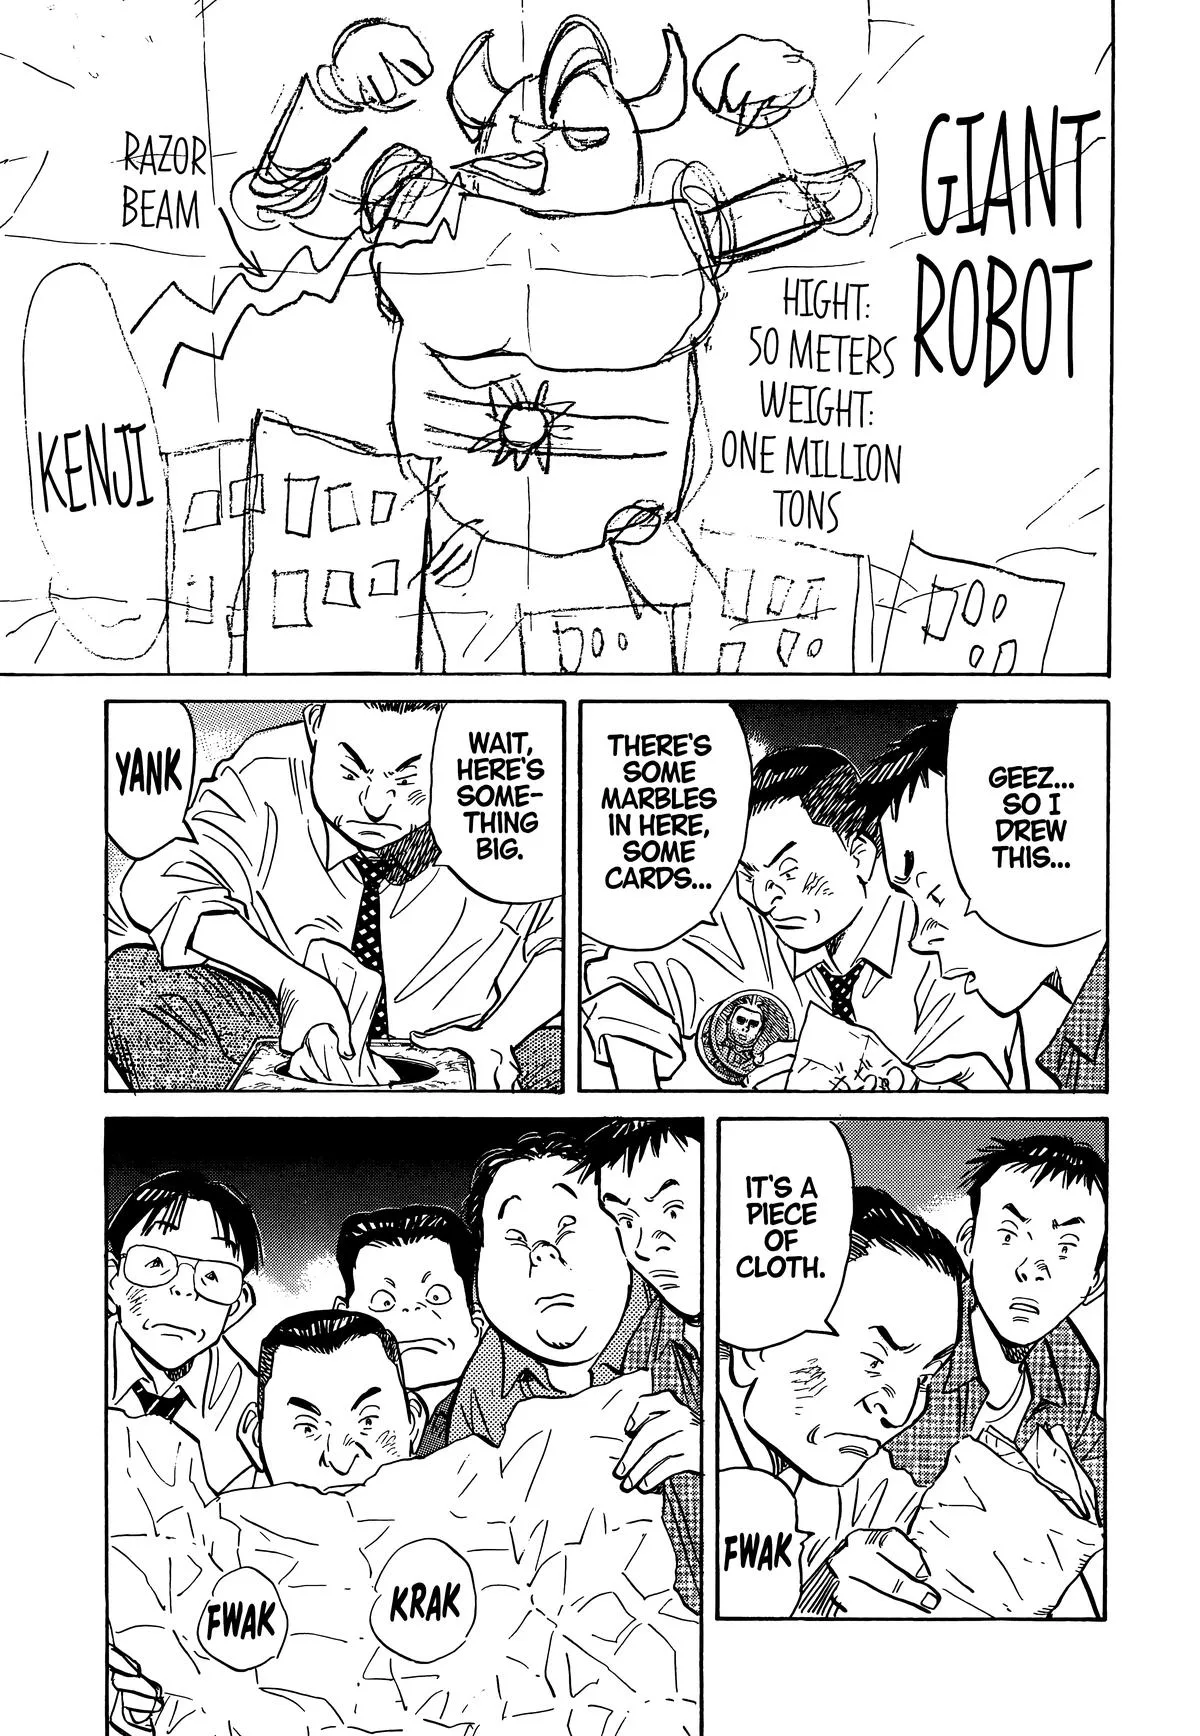 GIANT
ROBOT
HIGHT:
50 METERS
WEIGHT:
ONE MILLION
TONS
RAZOR
BEAM
KENJI
GEEZ...
SO I
DREW
THIS...
THERE'S
SOME
MARBLES
IN HERE,
SOME
CARDS...
WAIT,
HERE'S
SOME-
THING
BIG.
YANK
IT'S A
PIECE
OF
CLOTH.
FWAK
KRAK
FWAK